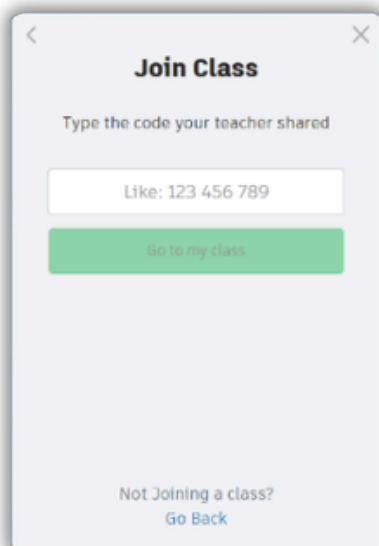 Join Class
Type the code your teacher shared
Like: 123 456 789
Go to my class
Not Joining a class?
Go Back